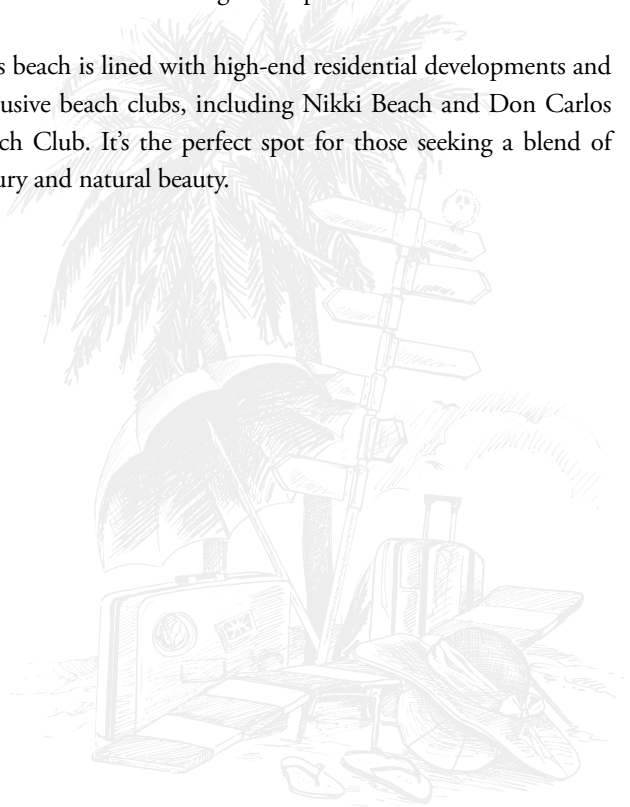 s beach is lined with high-end residential developments and
usive beach clubs, including Nikki Beach and Don Carlos
ch Club. It’s the perfect spot for those seeking a blend of
ury and natural beauty.